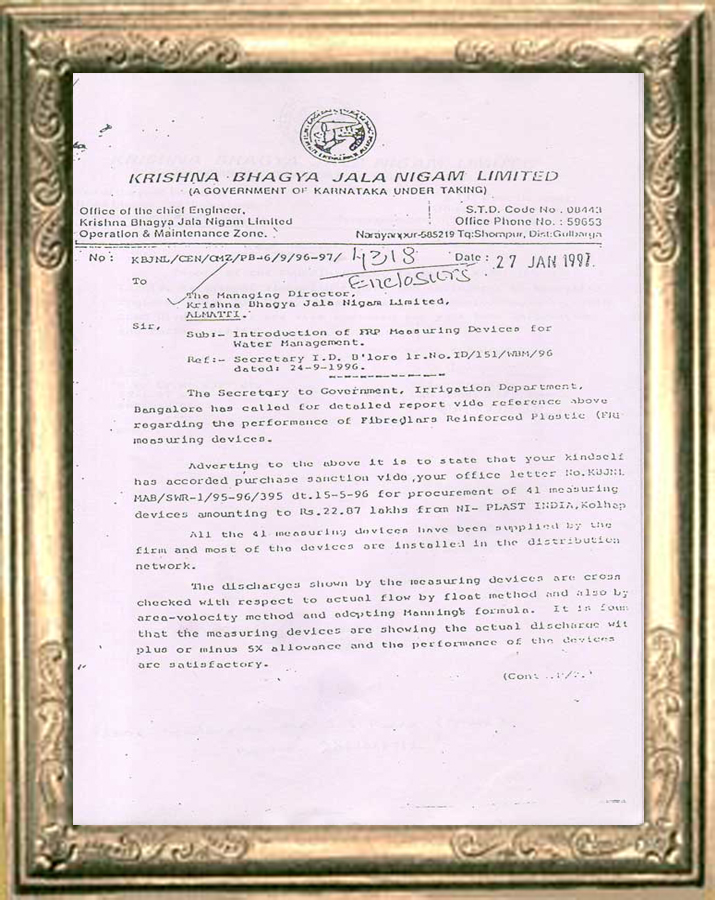 KRISHNA BHAGYA JALA NIGAM LIMITED
(A GOVERNMENT OF KARNATAKA UNDER TAKING)
Office of the chief Engineer, S.T.D. Code No. 08443
Krishna Bhagya Jala Nigam Limited Office Phone No. : 59653
Operation & Maintenance Zone. Narayanpur-585219 Tq:Shorapur, Dist:Gulbarga
No : KBJNL/CEN/CMZ/PB-6/9/96-97/ 4318 Date : 27 JAN 1997.
Enclosurs
To
The Managing Director,
Krishna Bhagya Jala Nigam Limited,
ALMATTI.
Sir,
Sub:- Introduction of FRP Measuring Devices for
Water Management.
Ref:- Secretary I.D. B'lore lr.No.ID/151/WBM/96
dated: 24-9-1996.
The Secretary to Government, Irrigation Department,
Bangalore has called for detailed report vide reference above
regarding the performance of Fibreglars Reinforced Plastic (FR
measuring devices.
Adverting to the above it is to state that your kindself
has accorded purchase sanction vide,your office letter No.KBJNL
MAB/SWR-1/95-96/395 dt.15-5-96 for procurement of 41 measuring
devices amounting to Rs.22.87 lakhs from NI- PLAST INDIA,Kolhap
All the 41 measuring devices have been supplied by the
firm and most of the devices are installed in the distribution
network.
The discharges shown by the measuring devices are cross
checked with respect to actual flow by float method and also by
area-volocity method and adopting Manning's formula. It is foun
that the measuring devices are showing the actual discharge wit
plus or minus 5% allowance and the performance of the devices
are satisfactory.